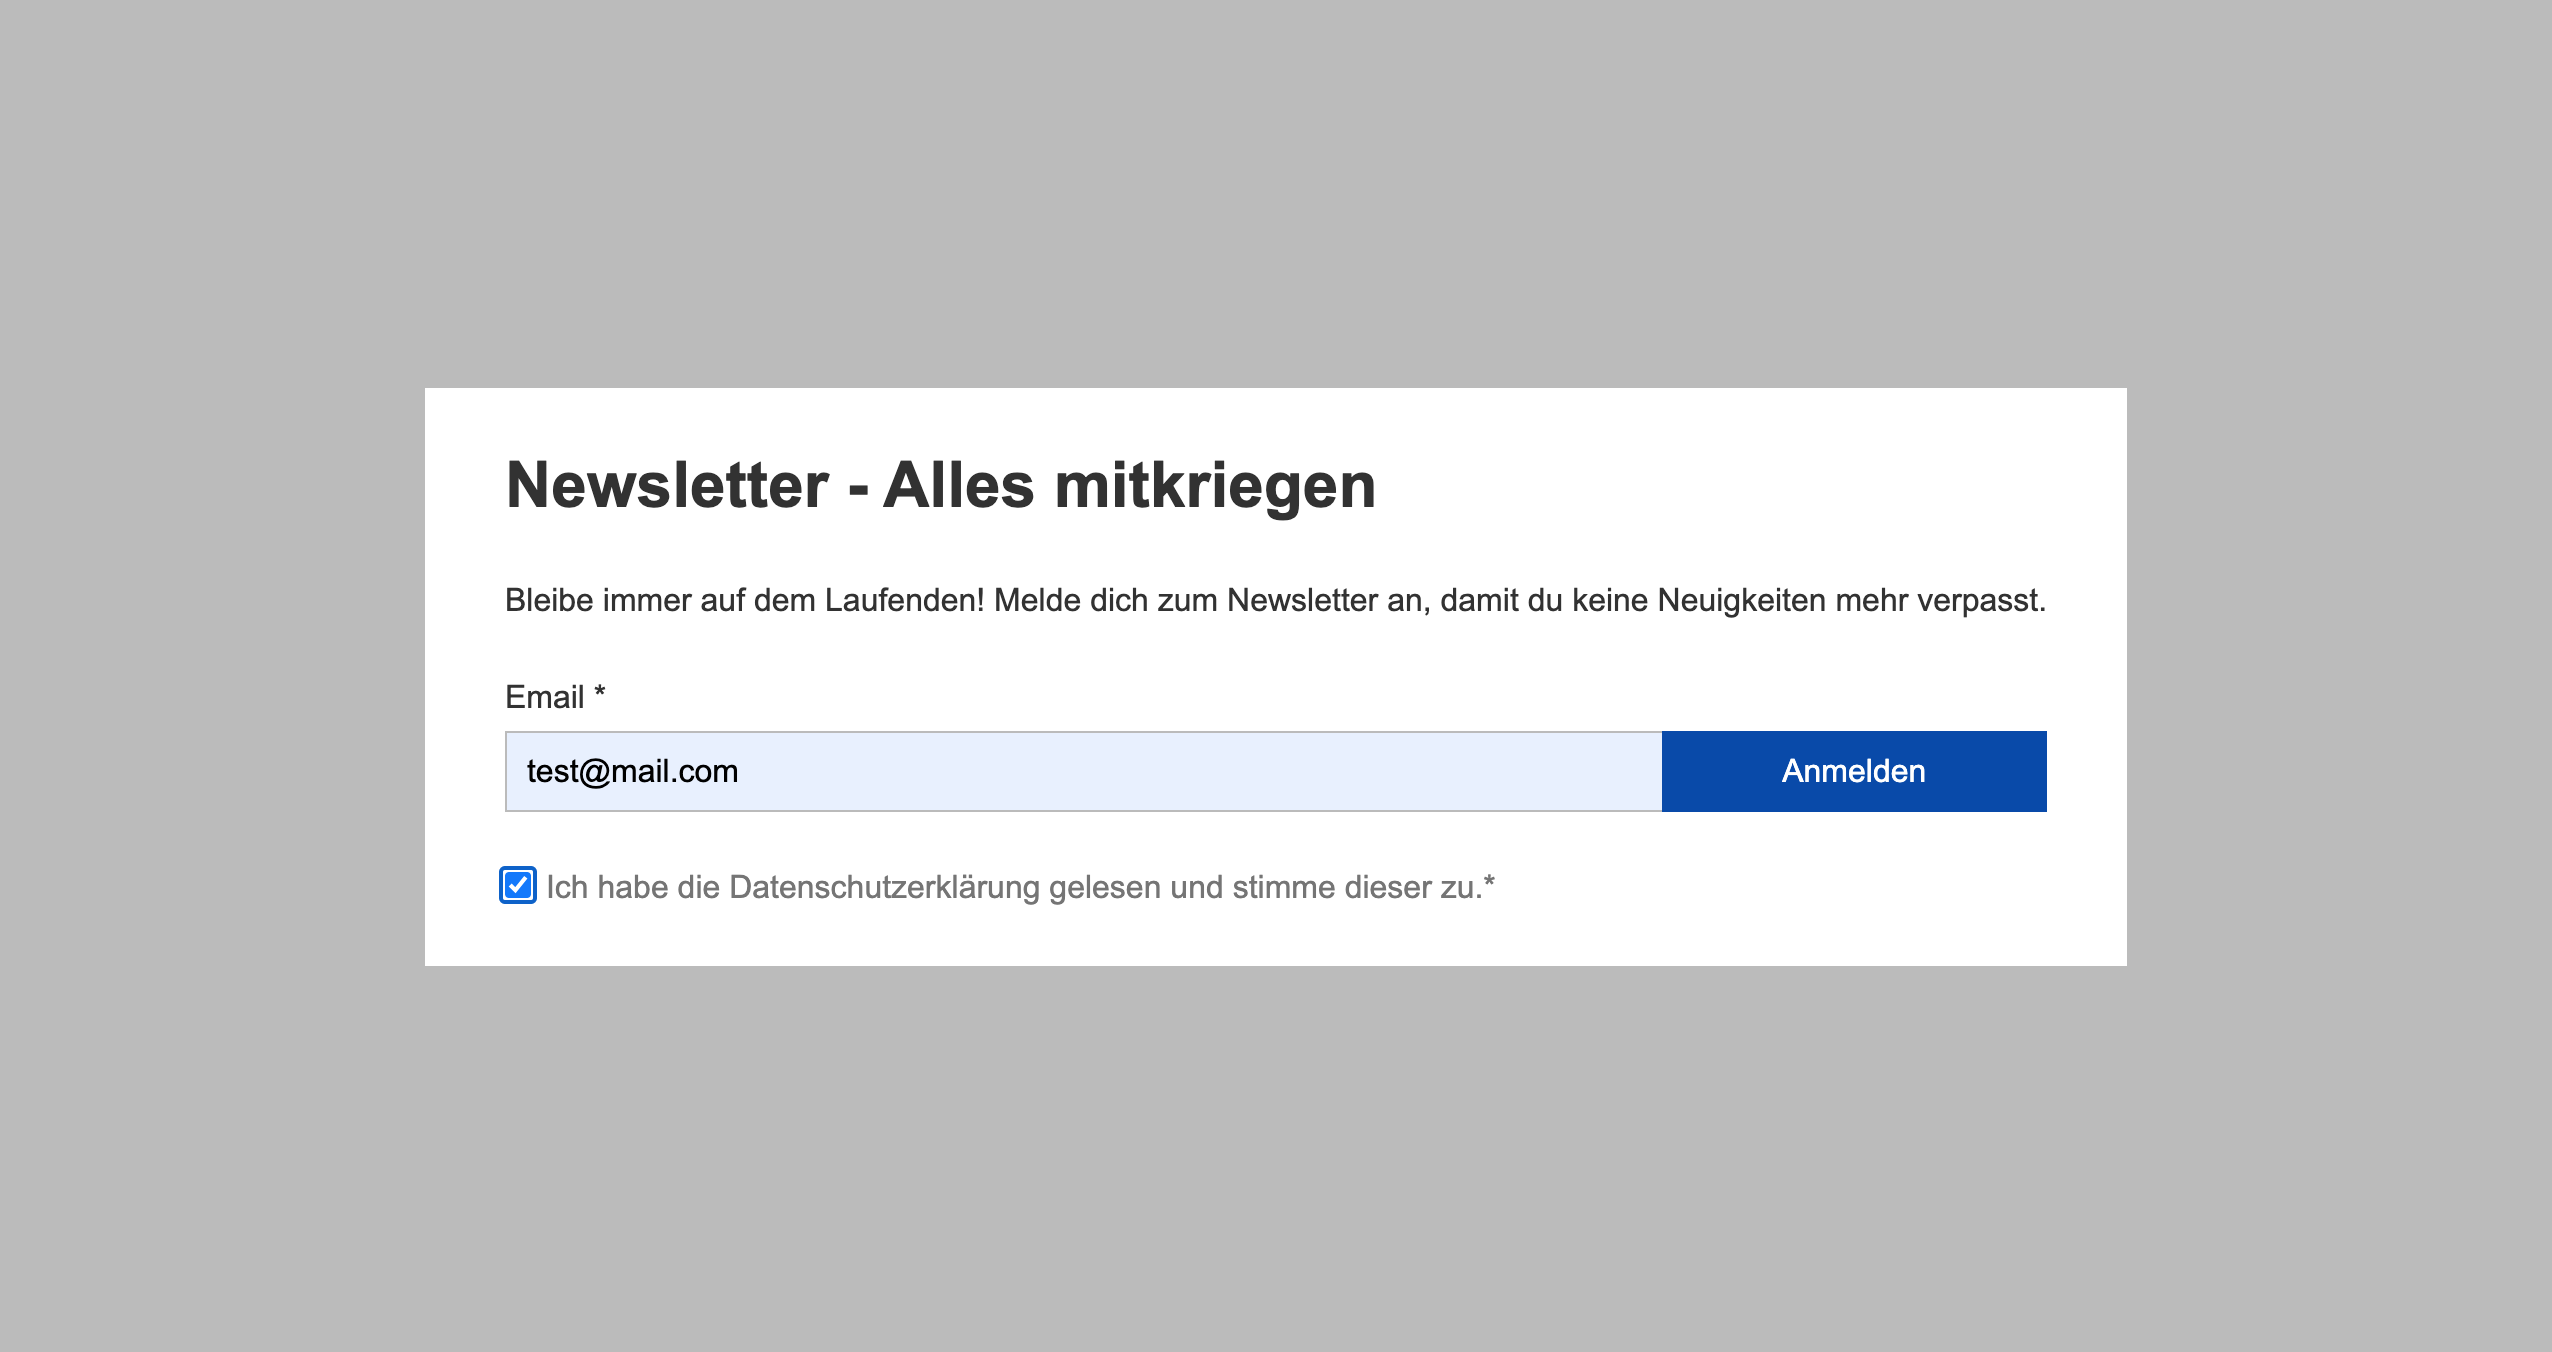 Newsletter - Alles mitkriegen
Bleibe immer auf dem Laufenden! Melde dich zum Newsletter an, damit du keine Neuigkeiten mehr verpasst.
Email *
test@mail.com
Anmelden
Ich habe die Datenschutzerklärung gelesen und stimme dieser zu.*